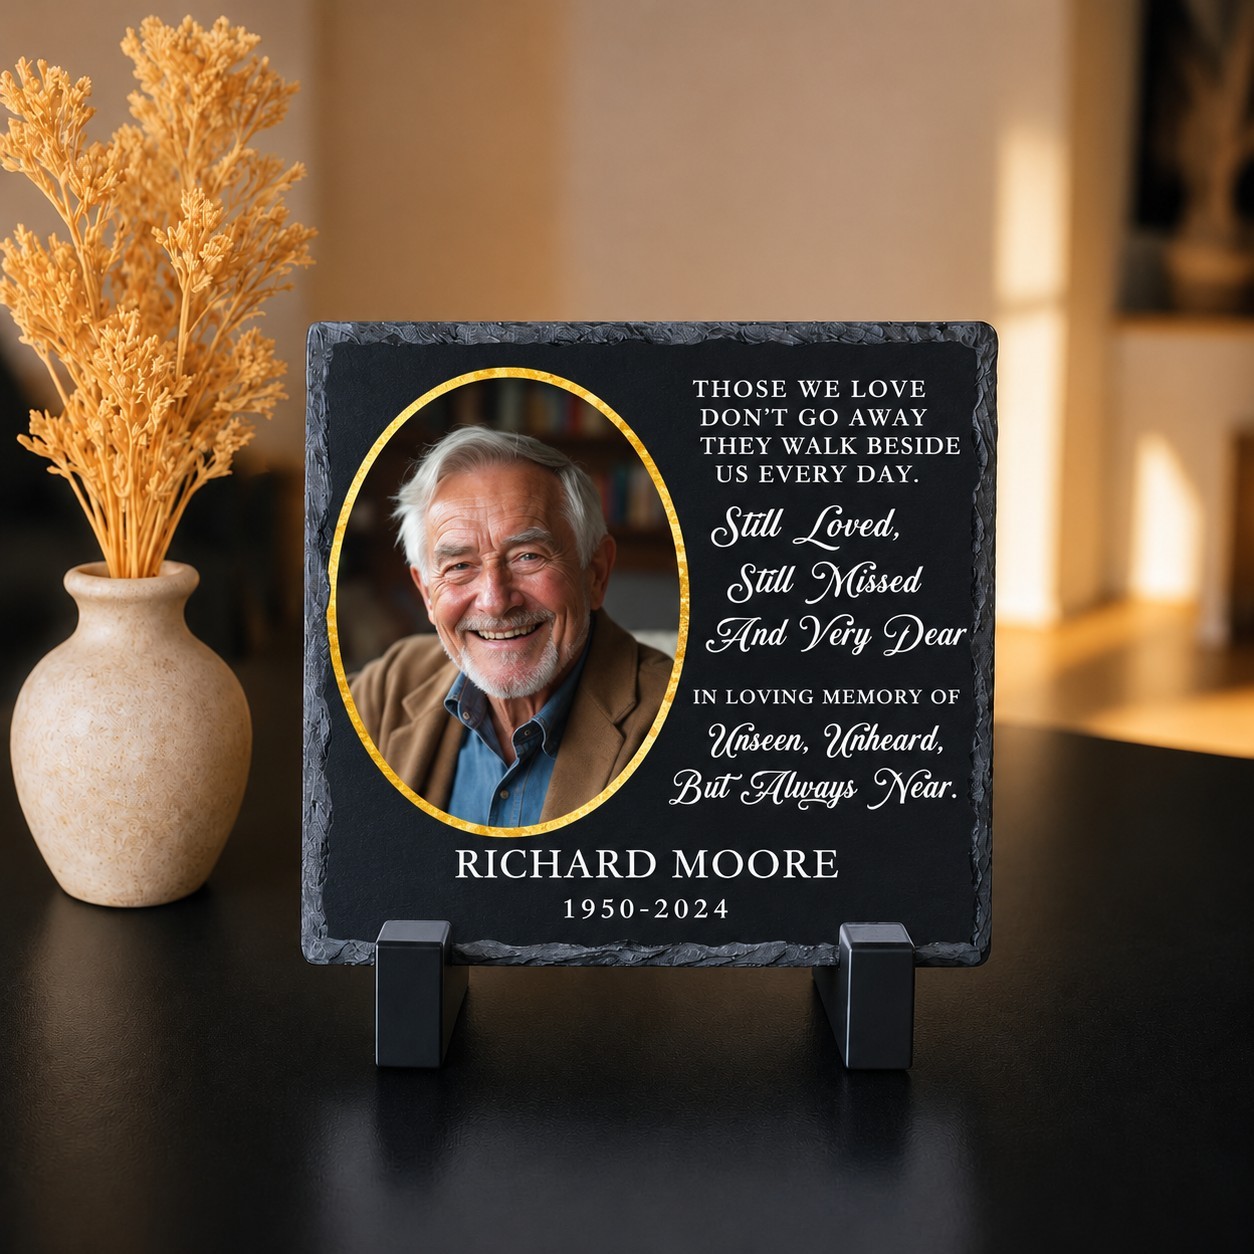 THOSE WE LOVE
DON'T GO AWAY
THEY WALK BESIDE
US EVERY DAY.
Still Loved,
Still Missed
And Very Dear
IN LOVING MEMORY OF
Unseen, Unheard,
But Always Near.
RICHARD MOORE
1950-2024